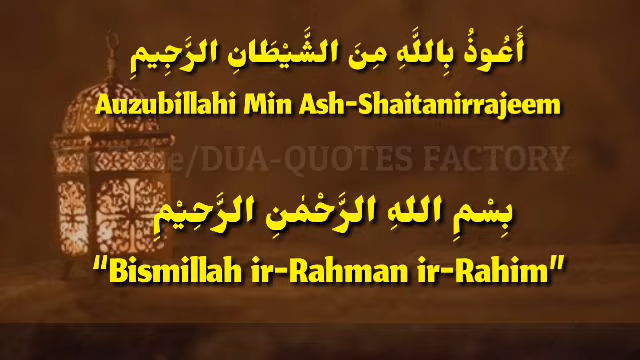 أَعُوذُ بِاللَّهِ مِنَ الشَّيْطَانِ الرَّجِيمِ
Auzubillahi Min Ash-Shaitanirrajeem
/DUA-QUOTES FACTORY
بِسْمِ اللهِ الرَّحْمٰنِ الرَّحِيْمِ
“Bismillah ir-Rahman ir-Rahim”